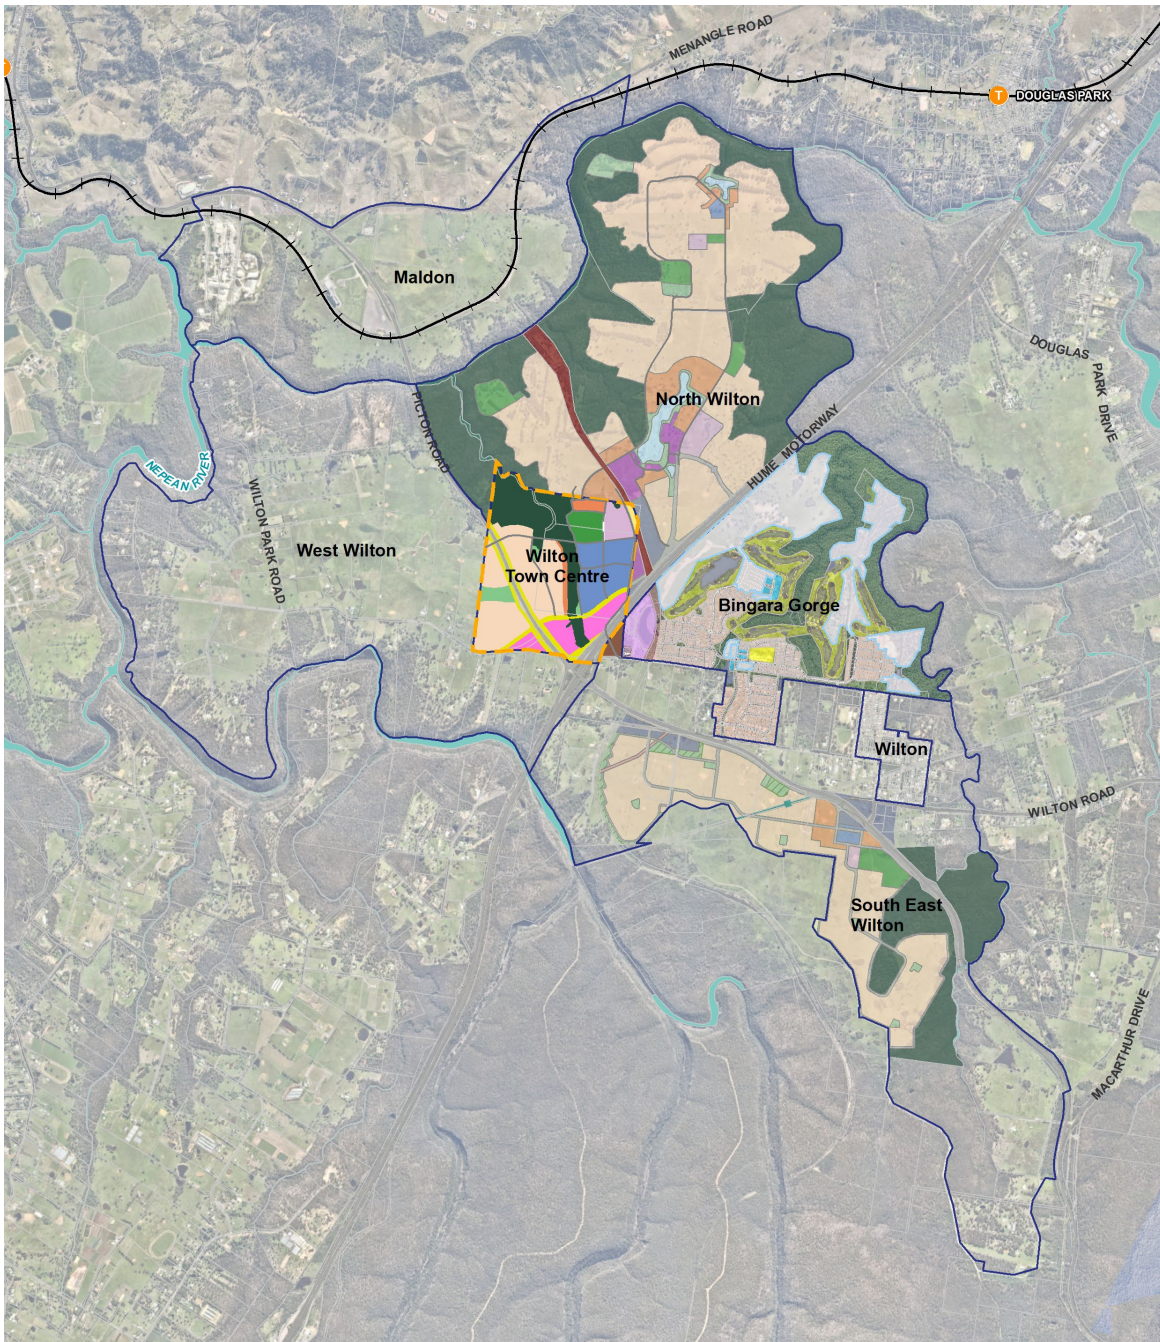 MENANGLE ROAD
T
DOUGLAS PARK
Maldon
DOUGLAS PARK DRIVE
PICTON ROAD
North Wilton
HUME MOTORWAY
NEPEAN RIVER
WILTON PARK ROAD
West Wilton
Wilton
Town Centre
Bingara Gorge
Wilton
WILTON ROAD
South East
Wilton
MACARTHUR DRIVE